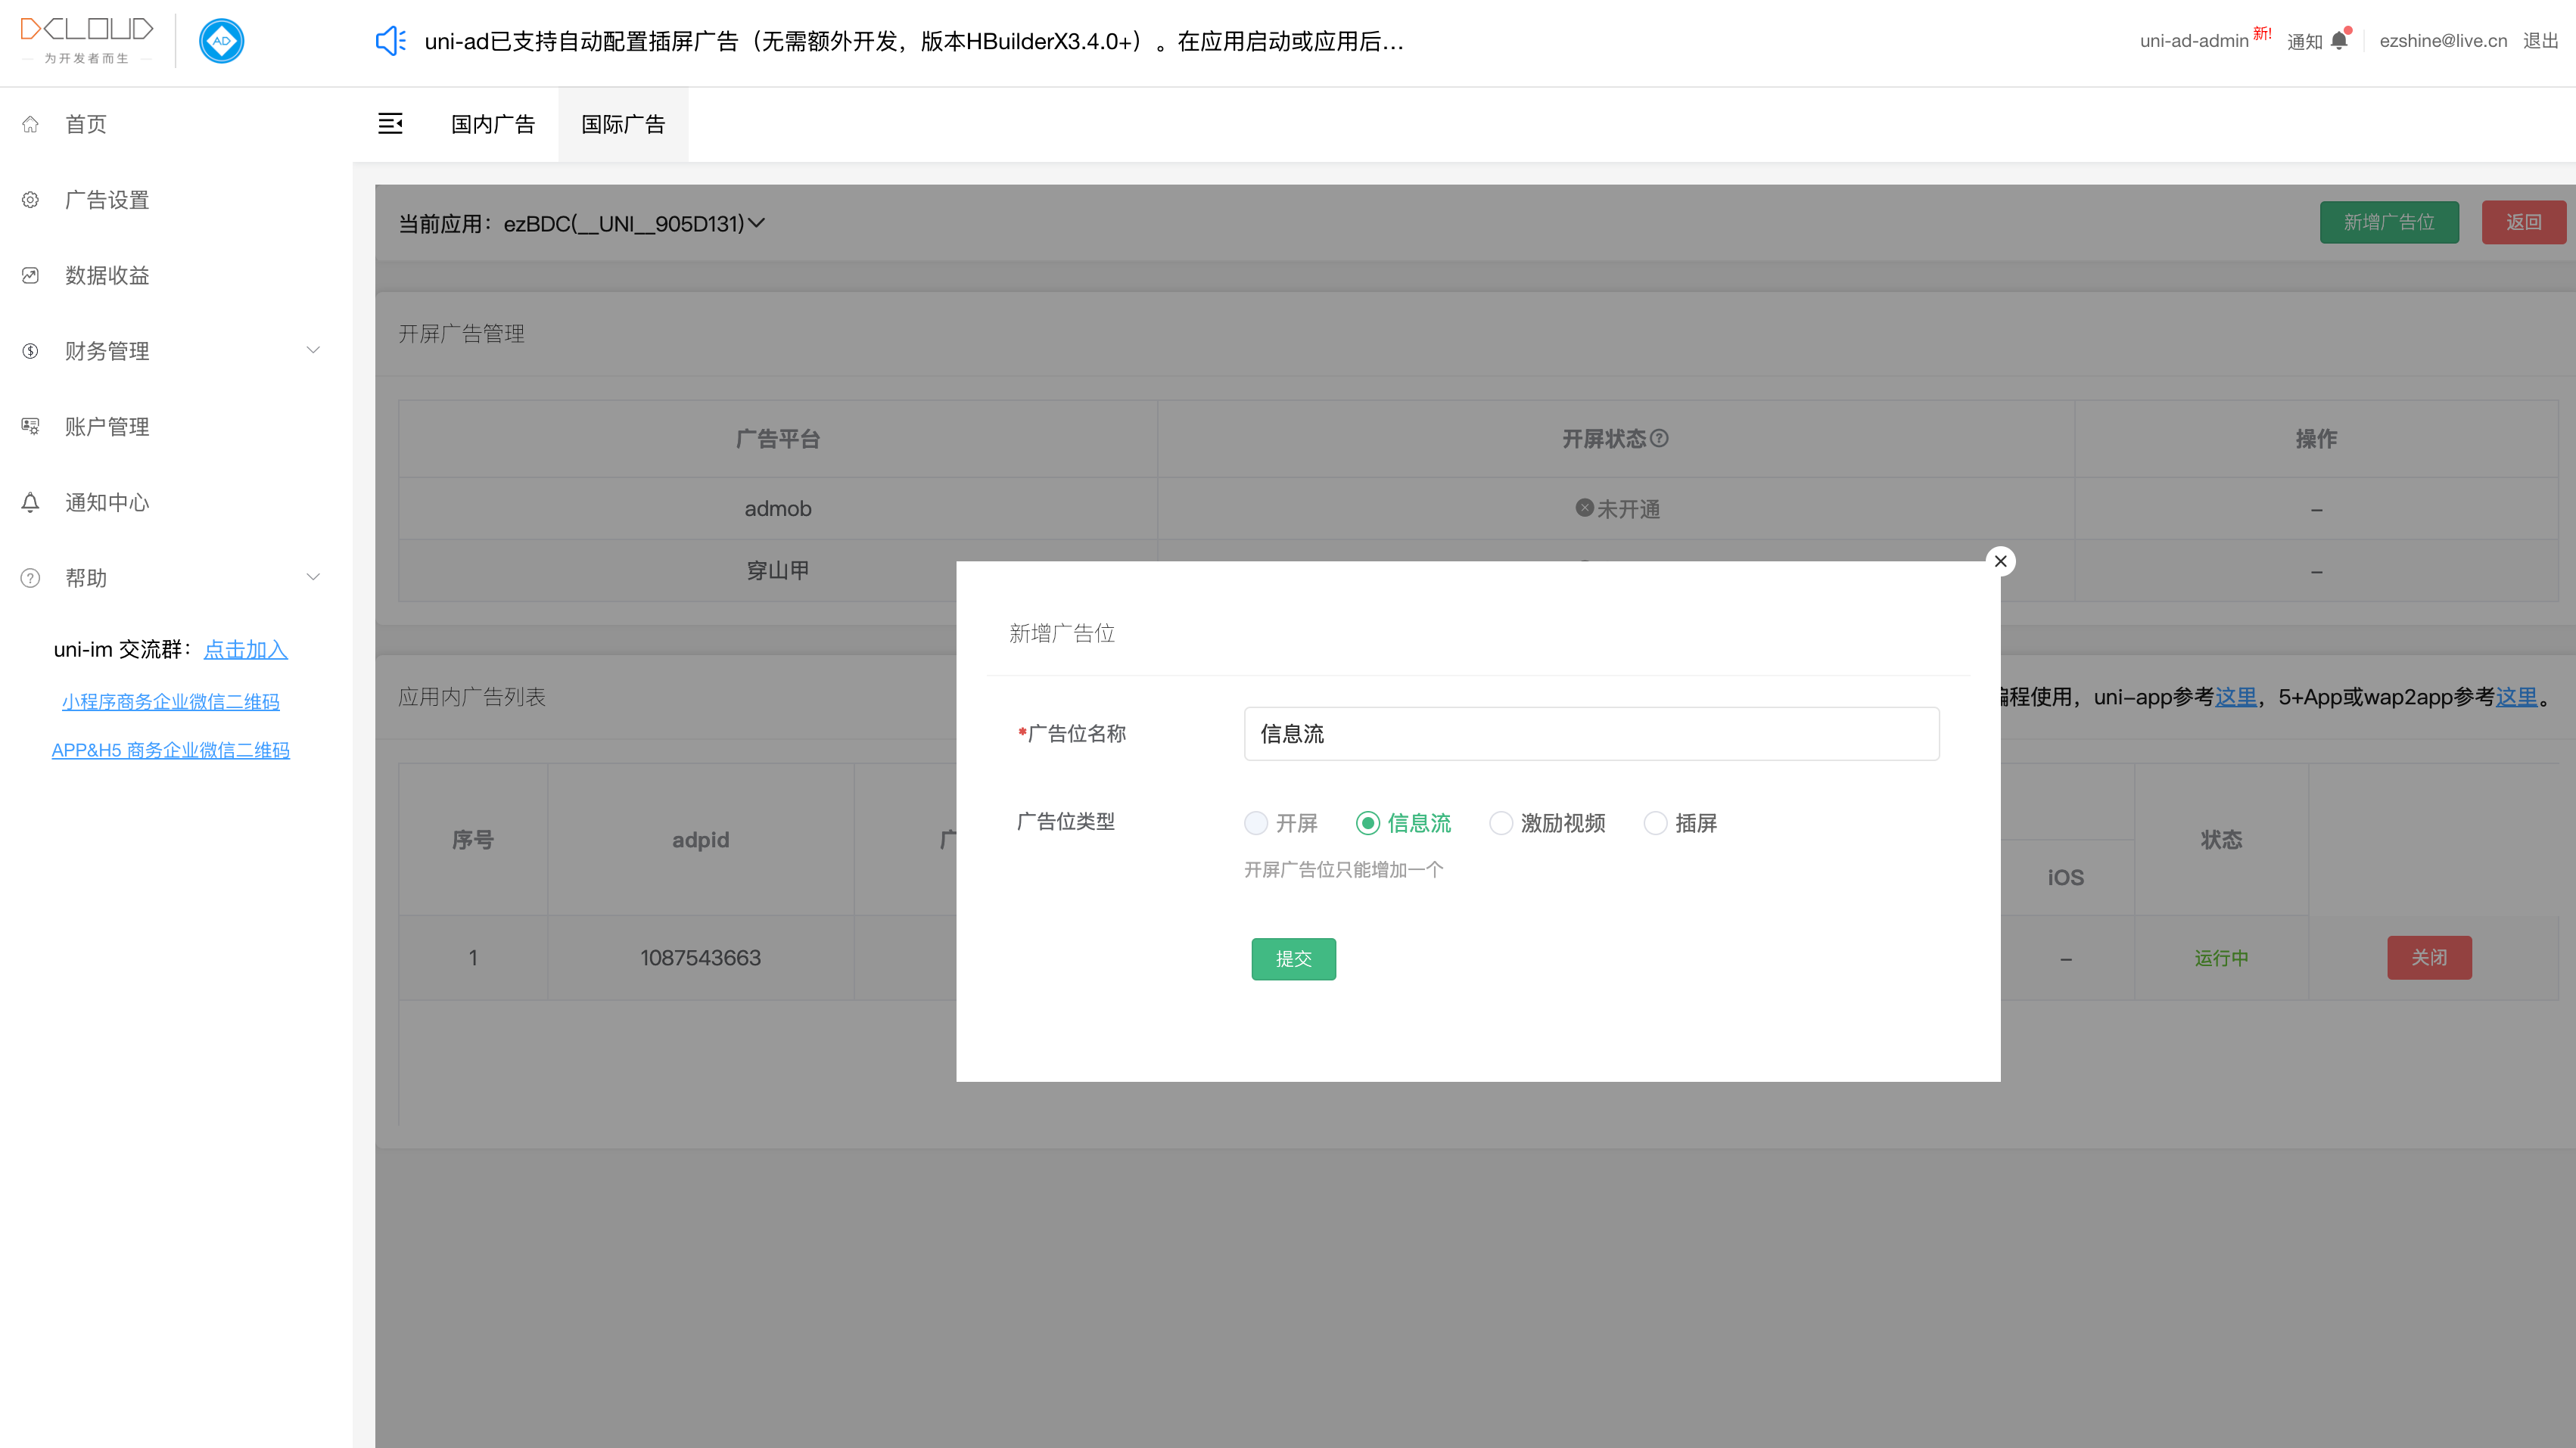 DCLOUD
为开发者而生
AD
uni-ad已支持自动配置插屏广告（无需额外开发，版本HBuilderX3.4.0+）。在应用启动或应用后...
uni-ad-admin 新! 通知 ezshine@live.cn 退出
首页
广告设置
数据收益
财务管理
账户管理
通知中心
帮助
uni-im 交流群：点击加入
小程序商务企业微信二维码
APP&H5 商务企业微信二维码
国内广告 国际广告
当前应用：ezBDC(__UNI__905D131)
新增广告位 返回
开屏广告管理
广告平台 开屏状态 操作
admob 未开通 –
穿山甲 –
应用内广告列表
程使用，uni-app参考这里，5+App或wap2app参考这里。
序号 adpid 状态
iOS
1 1087543663 – 运行中 关闭
新增广告位
*广告位名称 信息流
广告位类型 开屏 信息流 激励视频 插屏
开屏广告位只能增加一个
提交